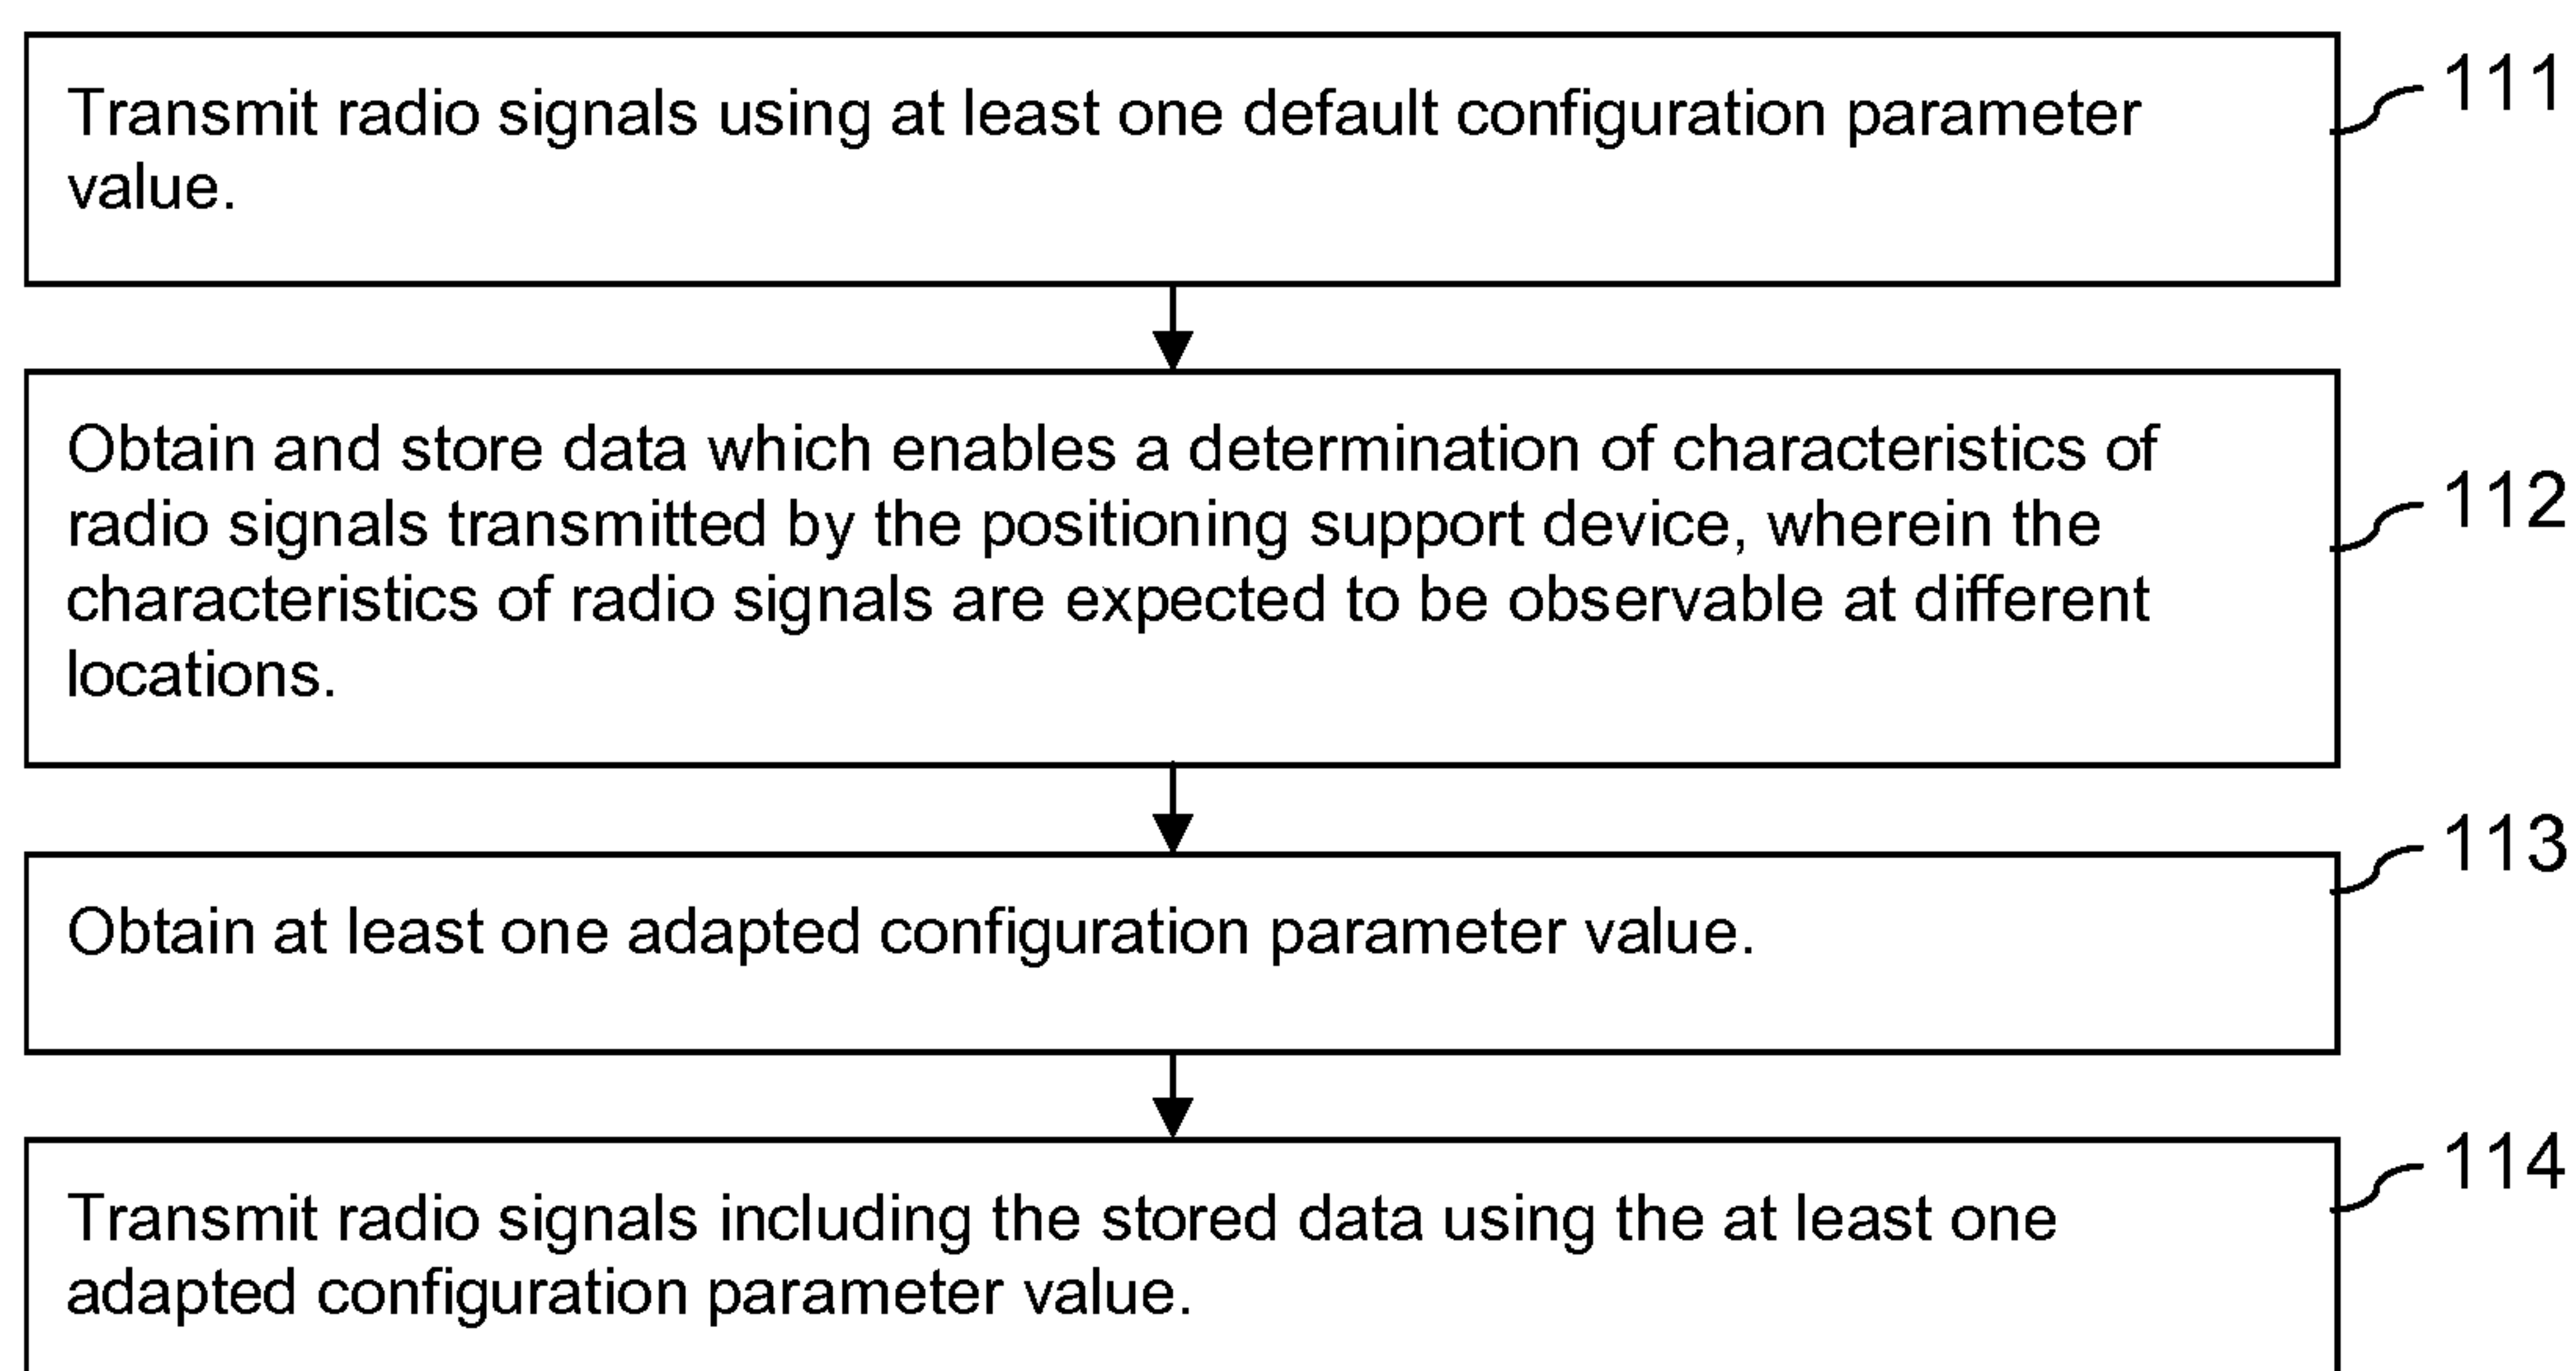 Transmit radio signals using at least one default configuration parameter
value.
111
Obtain and store data which enables a determination of characteristics of
radio signals transmitted by the positioning support device, wherein the
characteristics of radio signals are expected to be observable at different
locations.
112
Obtain at least one adapted configuration parameter value.
113
Transmit radio signals including the stored data using the at least one
adapted configuration parameter value.
114